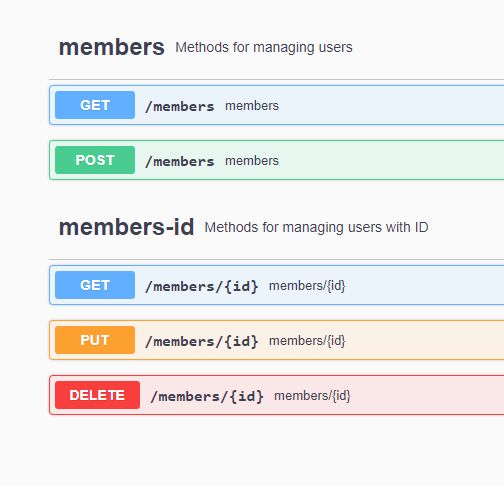 members Methods for managing users
GET /members members
POST /members members
members-id Methods for managing users with ID
GET /members/{id} members/{id}
PUT /members/{id} members/{id}
DELETE /members/{id} members/{id}